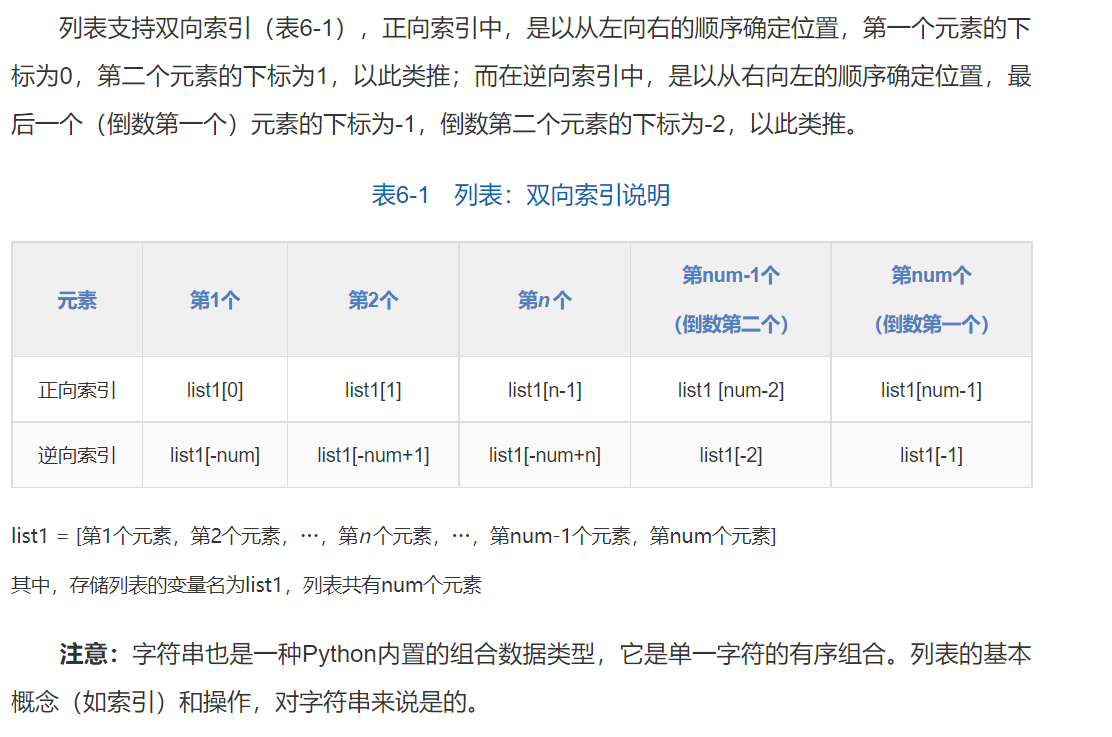 列表支持双向索引（表6-1），正向索引中，是以从左向右的顺序确定位置，第一个元素的下
标为0，第二个元素的下标为1，以此类推；而在逆向索引中，是以从右向左的顺序确定位置，最
后一个（倒数第一个）元素的下标为-1，倒数第二个元素的下标为-2，以此类推。
表6-1 列表：双向索引说明
元素 第1个 第2个 第n个 第num-1个（倒数第二个） 第num个（倒数第一个）
正向索引 list1[0] list1[1] list1[n-1] list1 [num-2] list1[num-1]
逆向索引 list1[-num] list1[-num+1] list1[-num+n] list1[-2] list1[-1]
list1 = [第1个元素，第2个元素，…，第n个元素，…，第num-1个元素，第num个元素]
其中，存储列表的变量名为list1，列表共有num个元素
注意：字符串也是一种Python内置的组合数据类型，它是单一字符的有序组合。列表的基本
概念（如索引）和操作，对字符串来说是的。